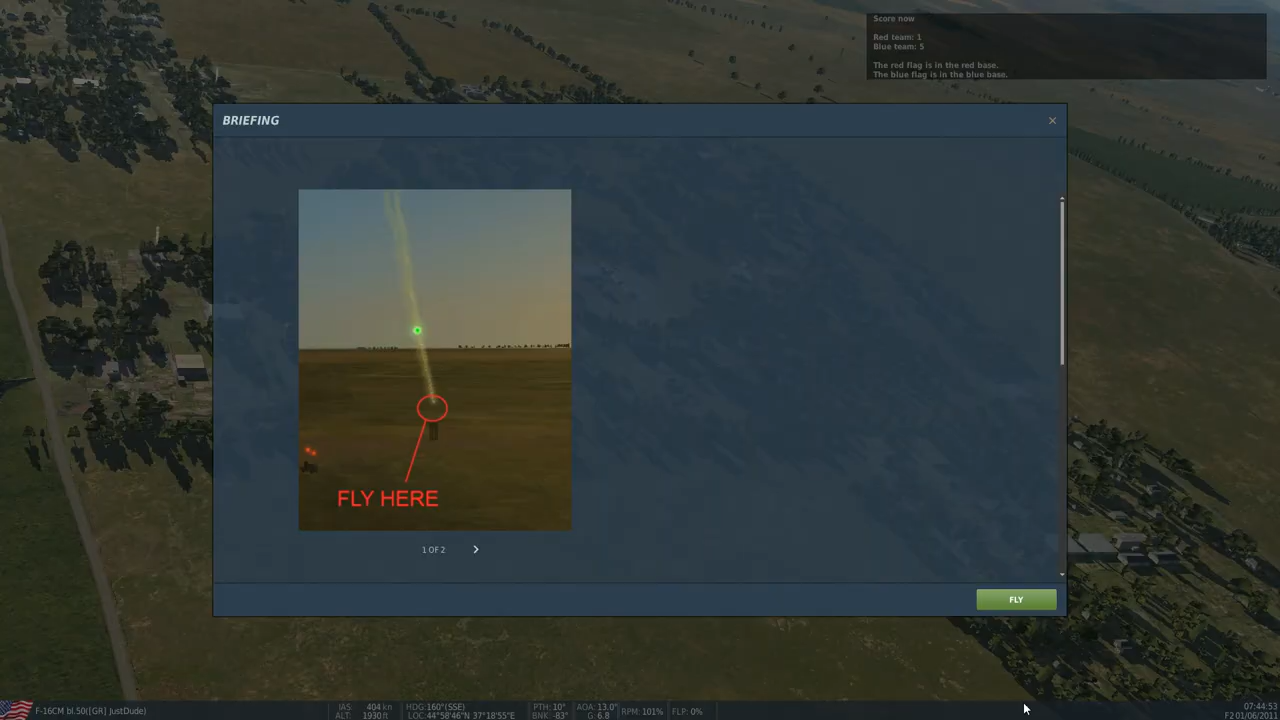 Score now
Red team: 1
Blue team: 5
The red flag is in the red base.
The blue flag is in the blue base.
BRIEFING
×
FLY HERE
1 OF 2
FLY
F-16CM bl.50([GR] JustDude)
IAS: 404 kn
ALT: 1930 ft
HDG: 160°(SSE)
LOC: 44°58'46"N 37°18'55"E
PTH: 10°
BNK: -83°
AOA: 13.0°
G: 6.8
RPM: 101%
FLP: 0%
07:44:53
F2 01/06/2011